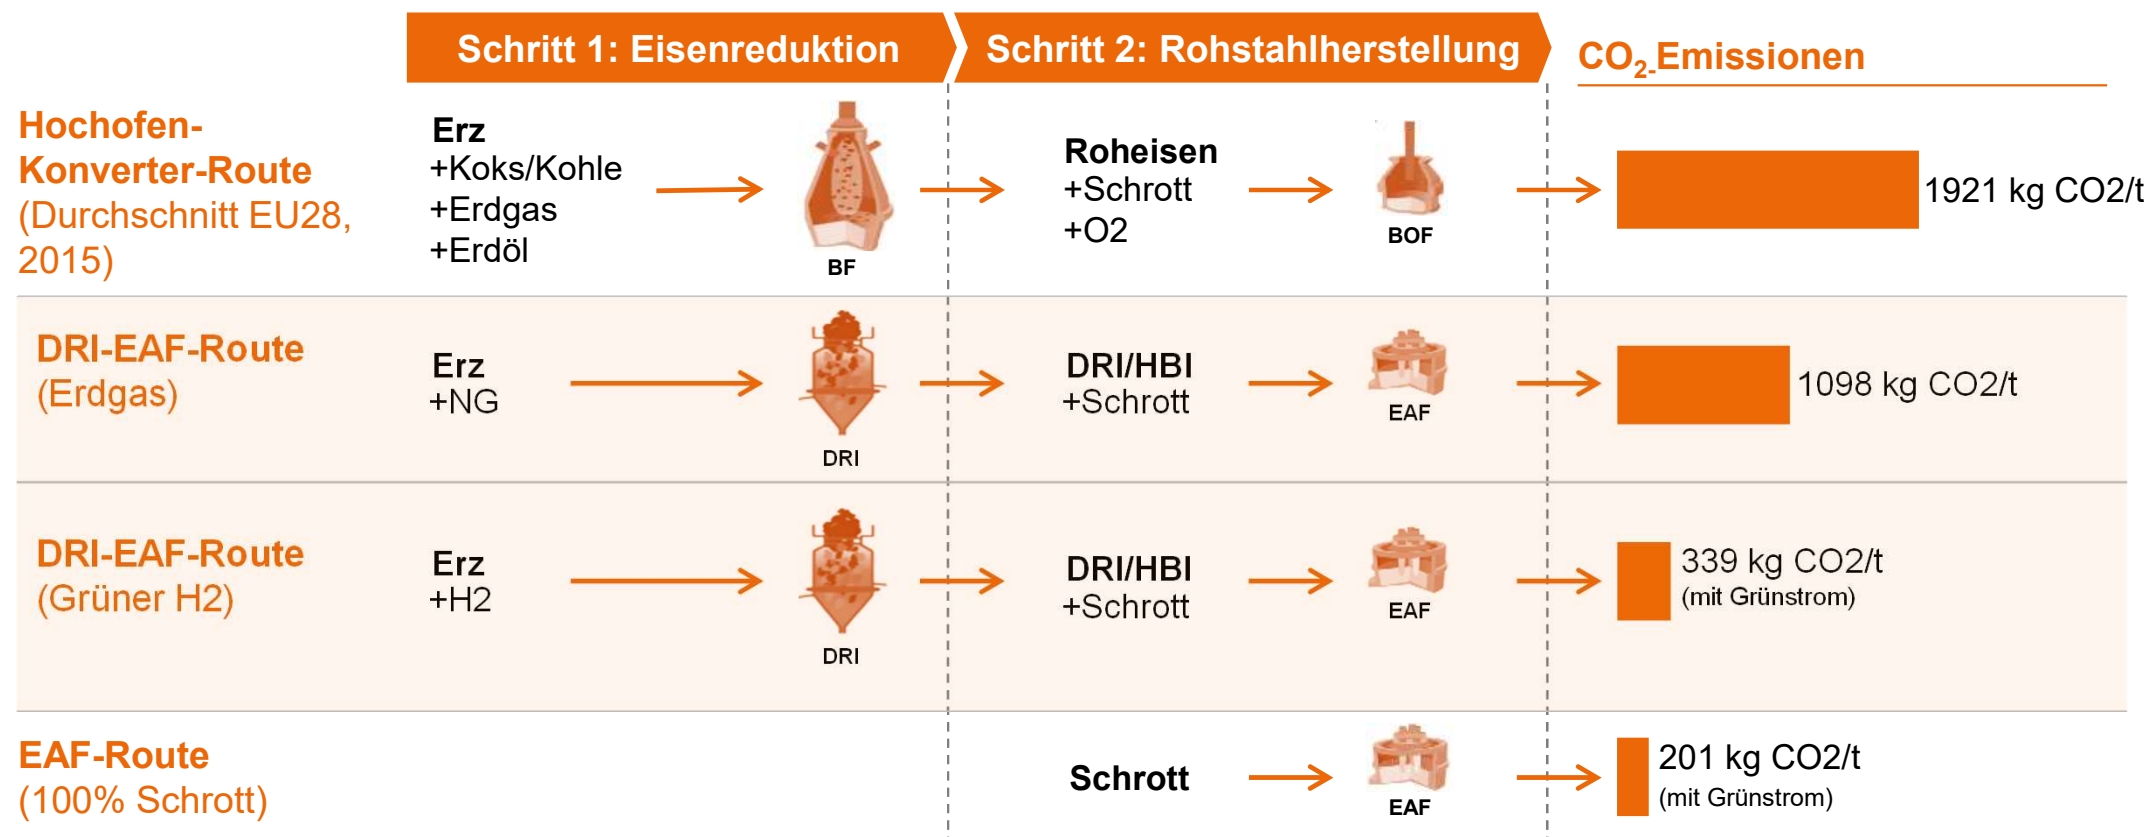 Schritt 1: Eisenreduktion
Schritt 2: Rohstahlherstellung
CO2-Emissionen
Hochofen-
Konverter-Route
(Durchschnitt EU28,
2015)
Erz
+Koks/Kohle
+Erdgas
+Erdöl
BF
Roheisen
+Schrott
+O2
BOF
1921 kg CO2/t
DRI-EAF-Route
(Erdgas)
Erz
+NG
DRI
DRI/HBI
+Schrott
EAF
1098 kg CO2/t
DRI-EAF-Route
(Grüner H2)
Erz
+H2
DRI
DRI/HBI
+Schrott
EAF
339 kg CO2/t
(mit Grünstrom)
EAF-Route
(100% Schrott)
Schrott
EAF
201 kg CO2/t
(mit Grünstrom)